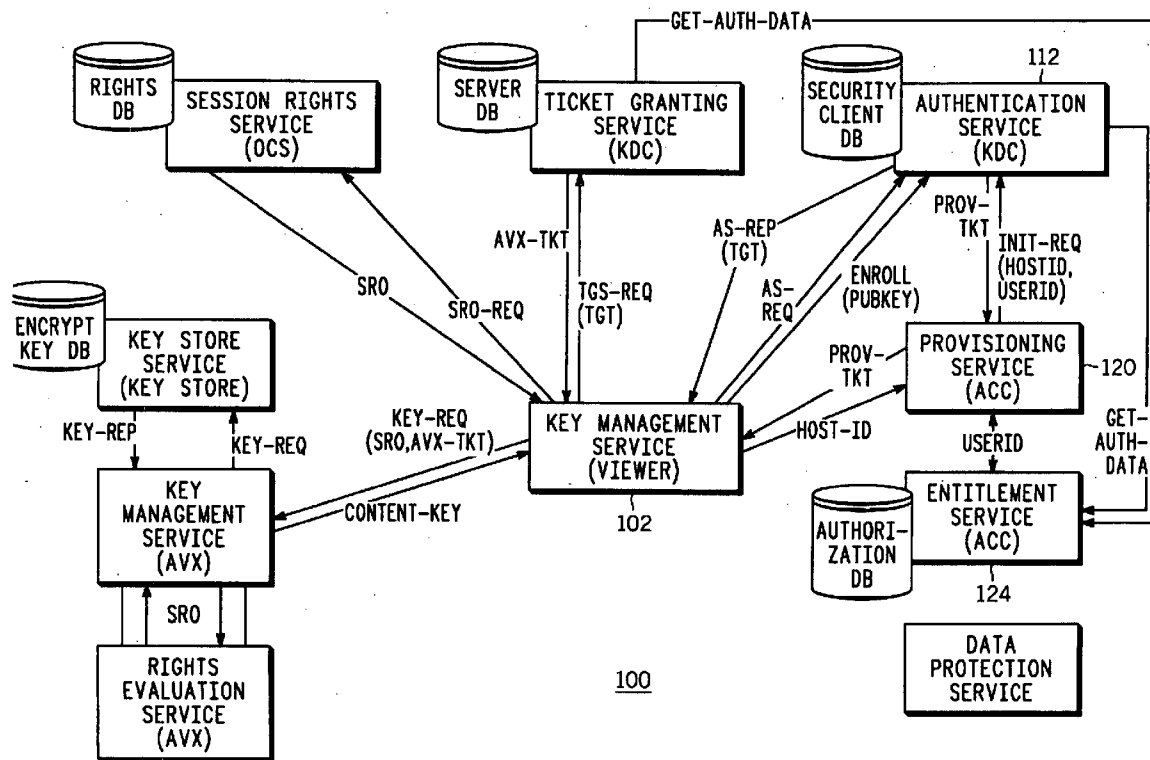 GET-AUTH-DATA
112
RIGHTS
DB
SESSION RIGHTS
SERVICE
(OCS)
SERVER
DB
TICKET GRANTING
SERVICE
(KDC)
SECURITY
CLIENT
DB
AUTHENTICATION
SERVICE
(KDC)
SRO
SRO-REQ
AVX-TKT
TGS-REQ
(TGT)
AS-REP
(TGT)
AS-
REQ
ENROLL
(PUBKEY)
PROV-
TKT
INIT-REQ
(HOSTID,
USERID)
ENCRYPT
KEY DB
KEY STORE
SERVICE
(KEY STORE)
PROV-
TKT
PROVISIONING
SERVICE
(ACC)
120
HOST-ID
KEY-REP
KEY-REQ
KEY-REQ
(SRO,AVX-TKT)
KEY MANAGEMENT
SERVICE
(VIEWER)
102
USERID
GET-
AUTH-
DATA
KEY
MANAGEMENT
SERVICE
(AVX)
CONTENT-KEY
AUTHORI-
ZATION
DB
ENTITLEMENT
SERVICE
(ACC)
124
SRO
RIGHTS
EVALUATION
SERVICE
(AVX)
100
DATA
PROTECTION
SERVICE